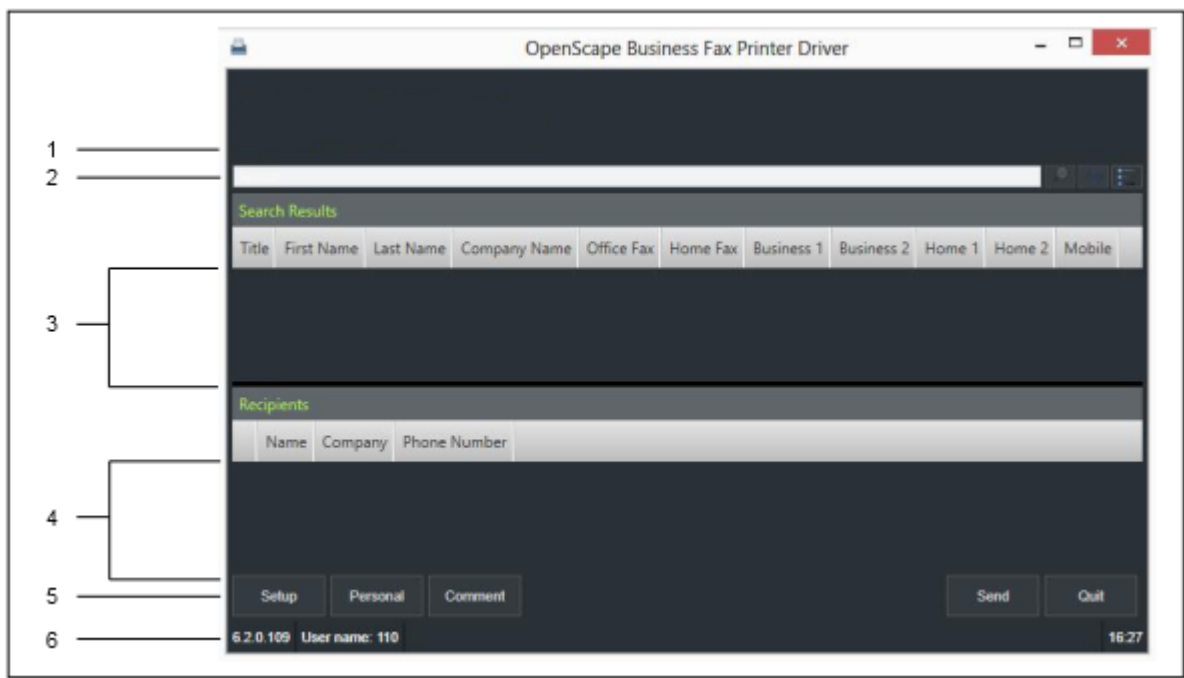 OpenScape Business Fax Printer Driver
1
2
Search Results
Title First Name Last Name Company Name Office Fax Home Fax Business 1 Business 2 Home 1 Home 2 Mobile
3
Recipients
Name Company Phone Number
4
5
Setup Personal Comment Send Quit
6
6.2.0.109 User name: 110 16:27